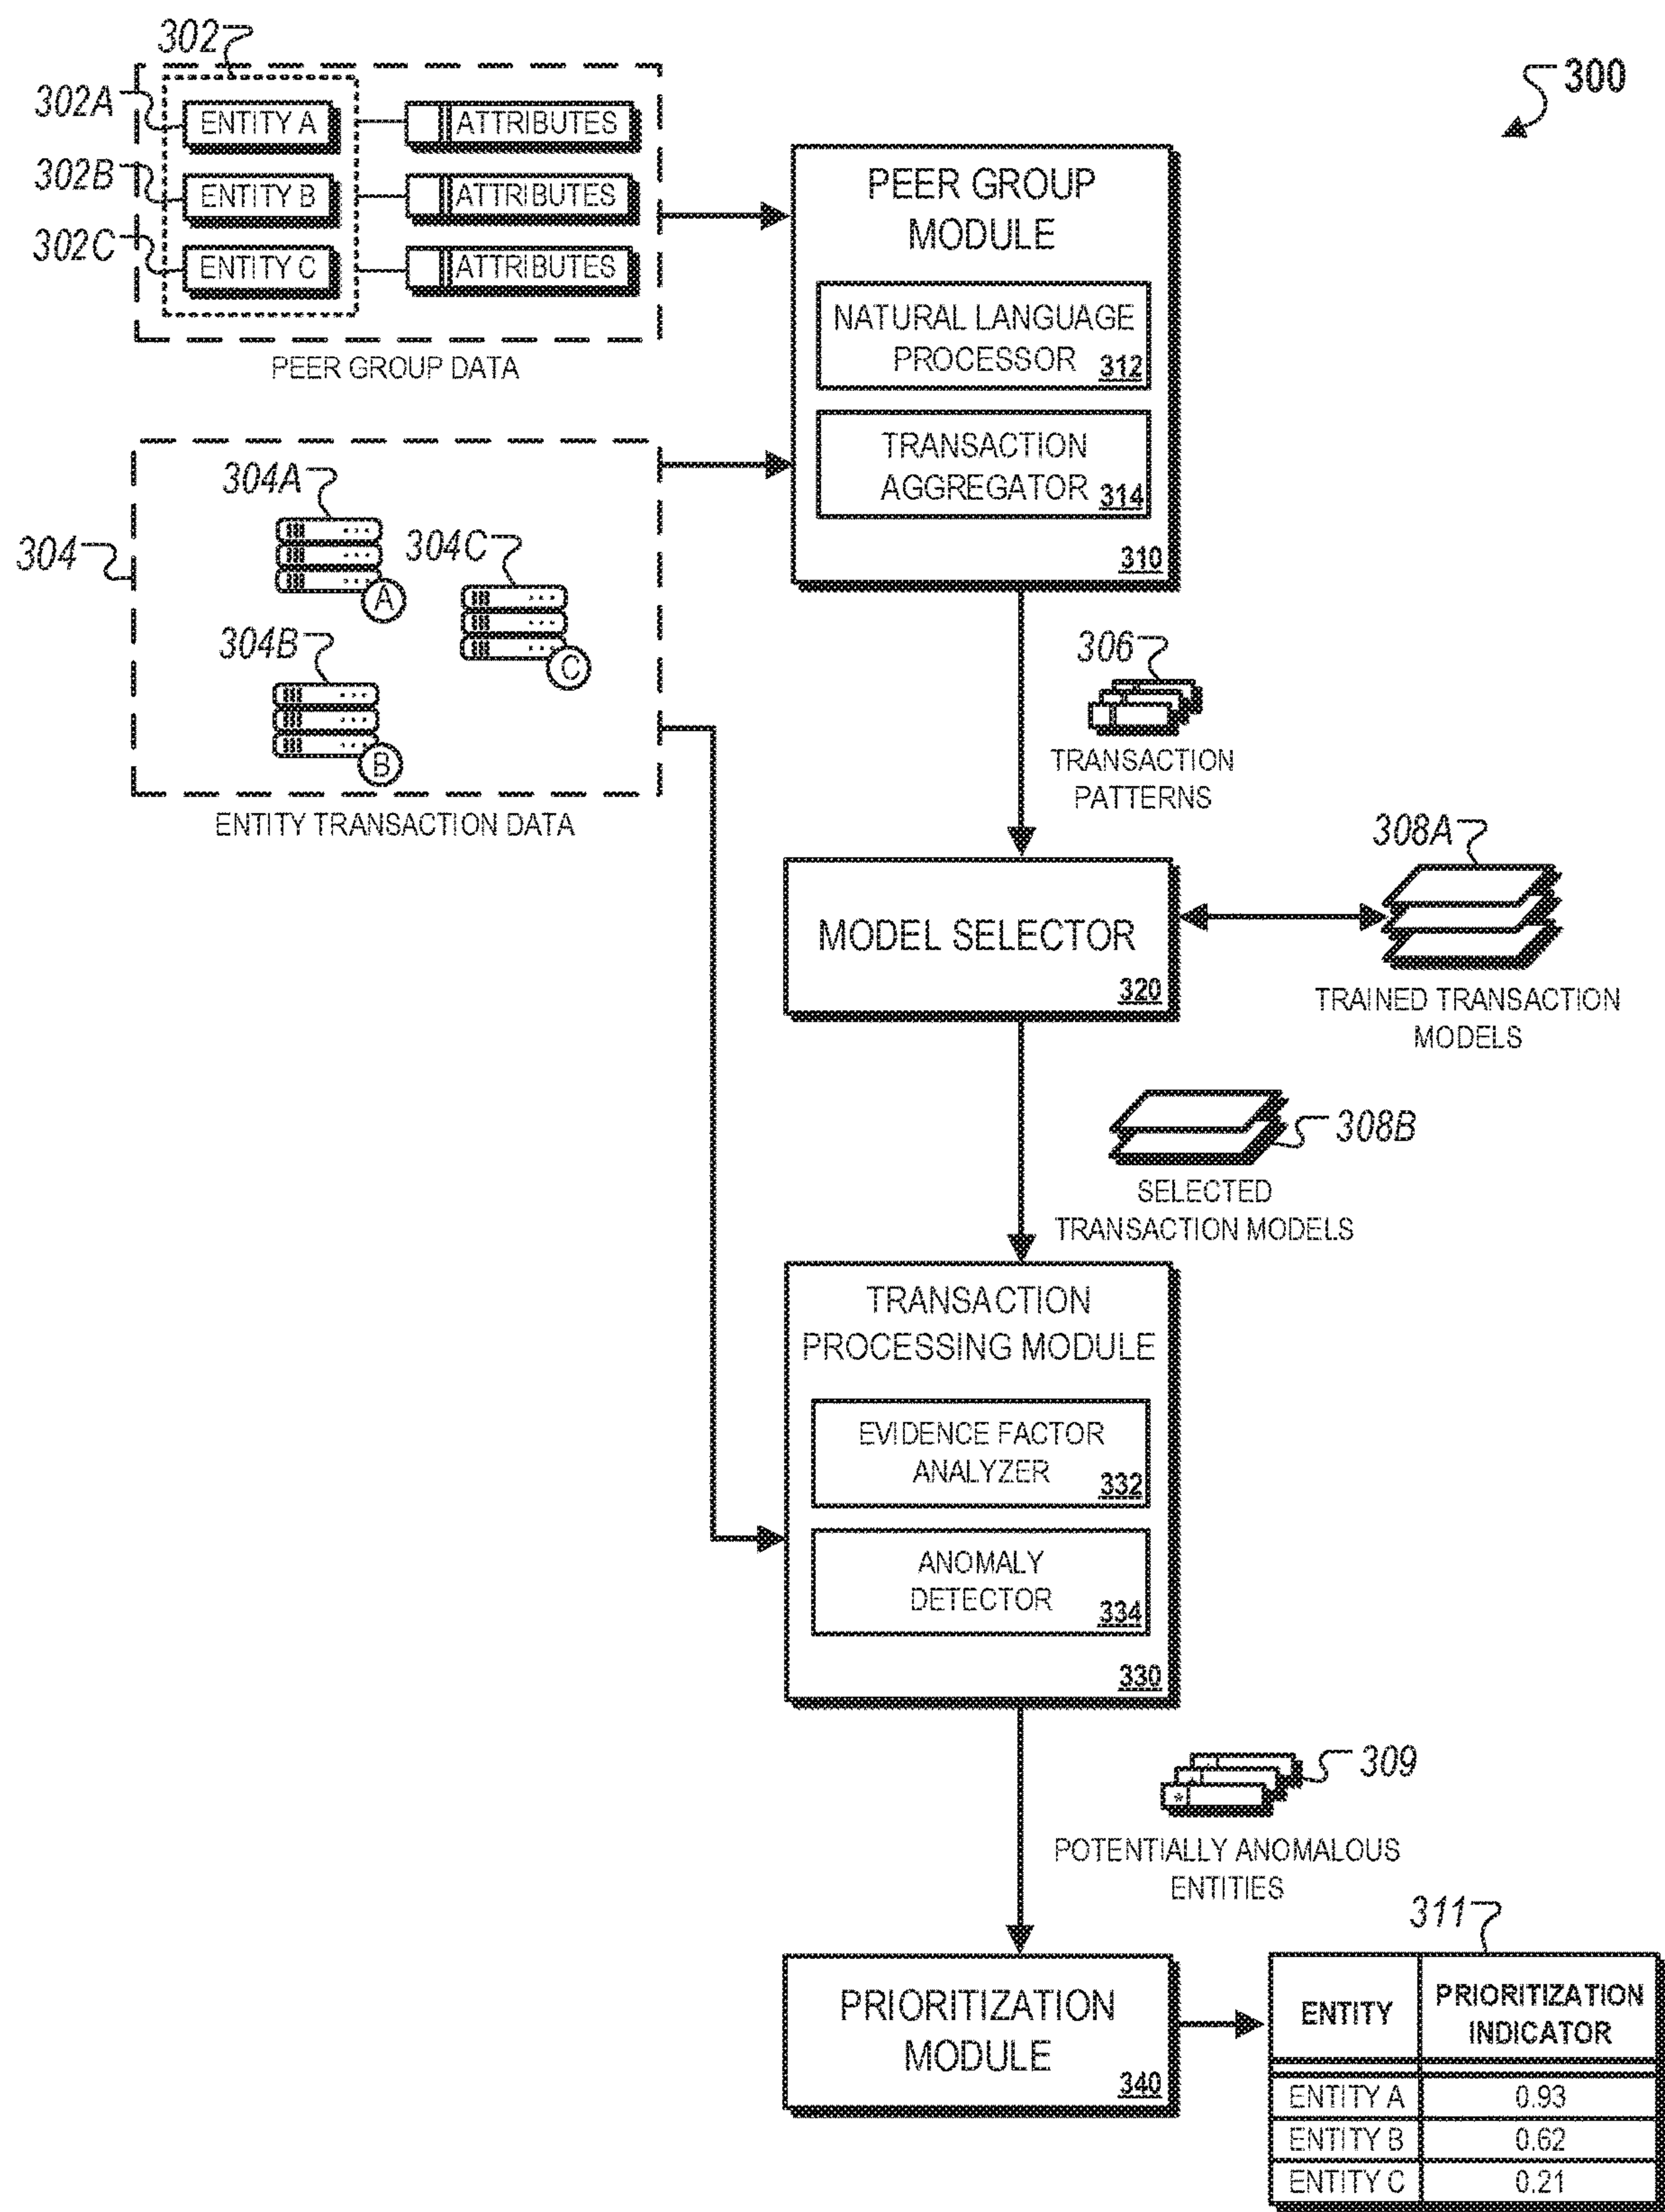 300
302
302A
ENTITY A
ATTRIBUTES
302B
ENTITY B
ATTRIBUTES
302C
ENTITY C
ATTRIBUTES
PEER GROUP DATA
PEER GROUP
MODULE
NATURAL LANGUAGE
PROCESSOR
312
TRANSACTION
AGGREGATOR
314
310
304
304A
A
304C
C
304B
B
ENTITY TRANSACTION DATA
306
TRANSACTION
PATTERNS
MODEL SELECTOR
320
308A
TRAINED TRANSACTION
MODELS
308B
SELECTED
TRANSACTION MODELS
TRANSACTION
PROCESSING MODULE
EVIDENCE FACTOR
ANALYZER
332
ANOMALY
DETECTOR
334
330
309
*
POTENTIALLY ANOMALOUS
ENTITIES
PRIORITIZATION
MODULE
340
311
ENTITY PRIORITIZATION
INDICATOR
ENTITY A 0.93
ENTITY B 0.62
ENTITY C 0.21